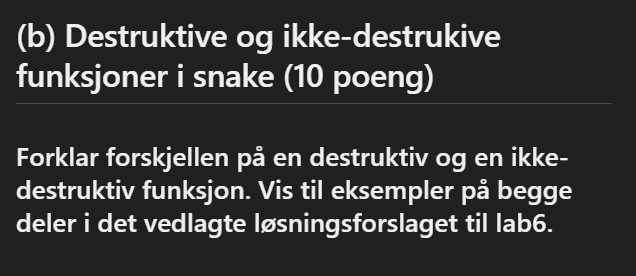 (b) Destruktive og ikke-destrukive
funksjoner i snake (10 poeng)
Forklar forskjellen på en destruktiv og en ikke-
destruktiv funksjon. Vis til eksempler på begge
deler i det vedlagte løsningsforslaget til lab6.